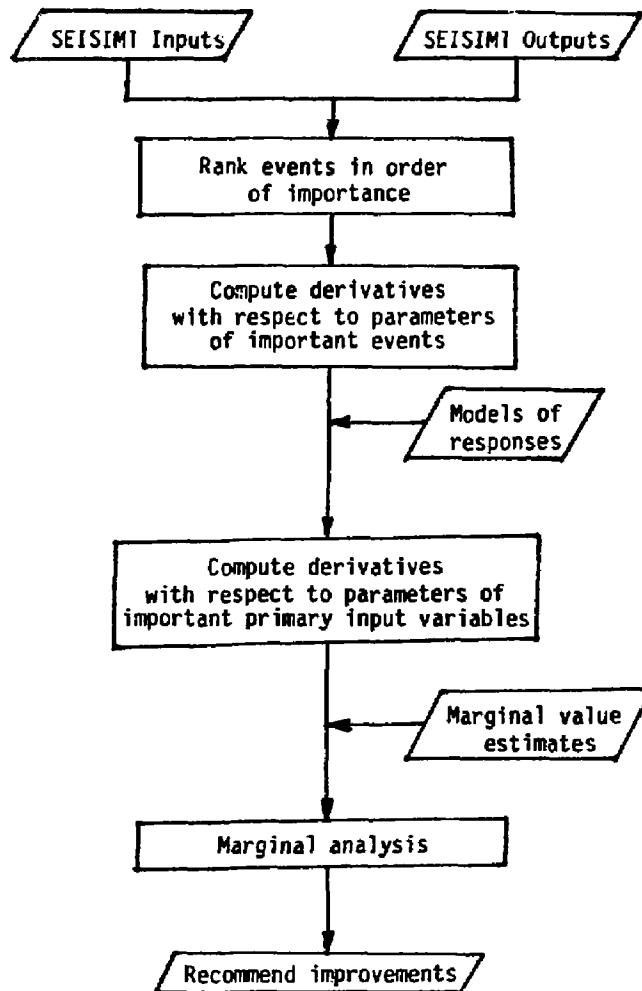 SEISIM1 Inputs
SEISIM1 Outputs
Rank events in order
of importance
Compute derivatives
with respect to parameters
of important events
Models of
responses
Compute derivatives
with respect to parameters of
important primary input variables
Marginal value
estimates
Marginal analysis
Recommend improvements